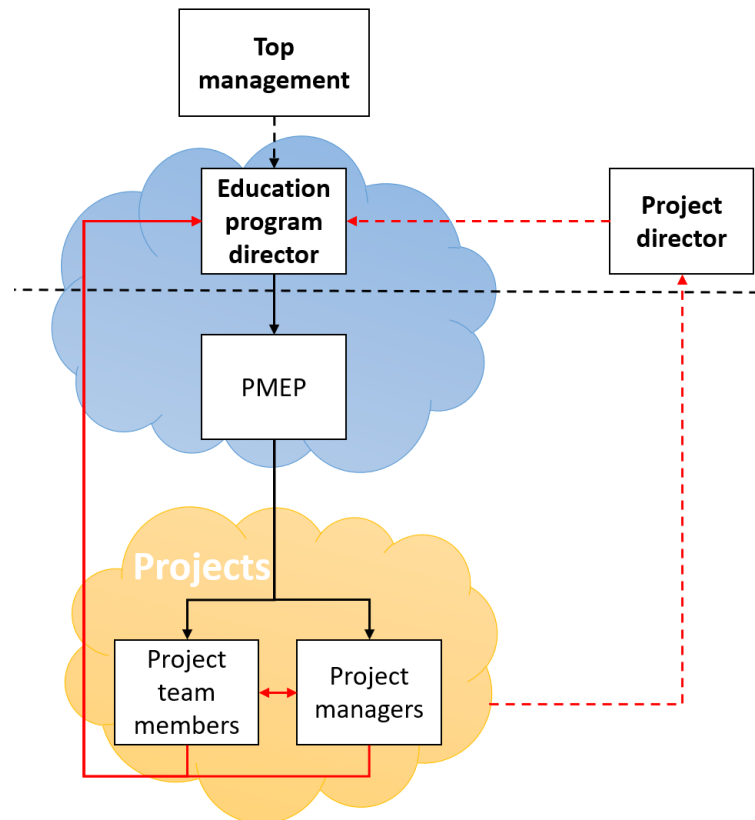 Top
management
Education
program
director
Project
director
PMEP
Projects
Project
team
members
Project
managers